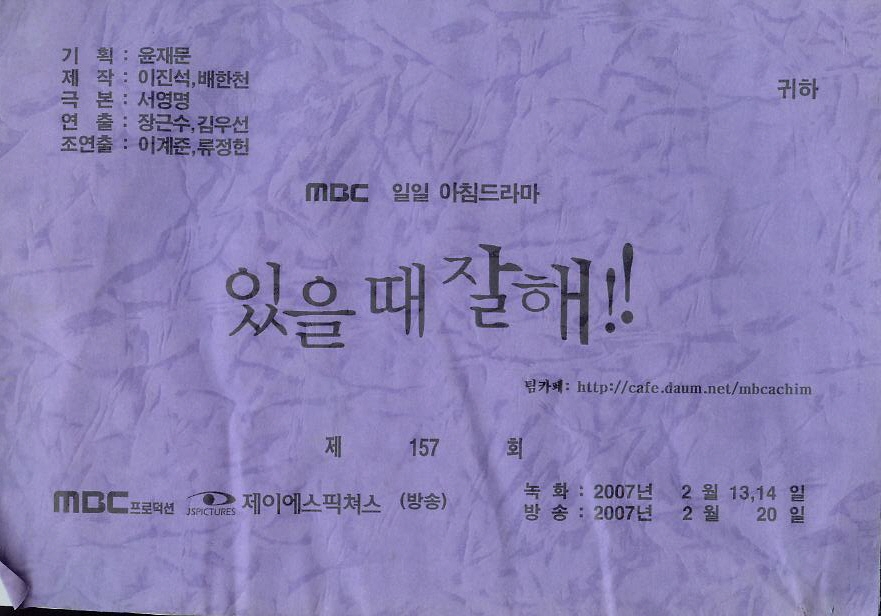 기 획 : 윤재문
제 작 : 이진석,배한천
극 본 : 서영명
연 출 : 장근수,김우선
조연출 : 이계준,류정헌
귀하
MBC 일일 아침드라마
있을 때 잘해!!
팀카페: http://cafe.daum.net/mbcachim
제 157 회
MBC프로덕션 JSPICTURES 제이에스픽쳐스 (방송)
녹 화 : 2007년 2 월 13,14 일
방 송 : 2007년 2 월 20 일